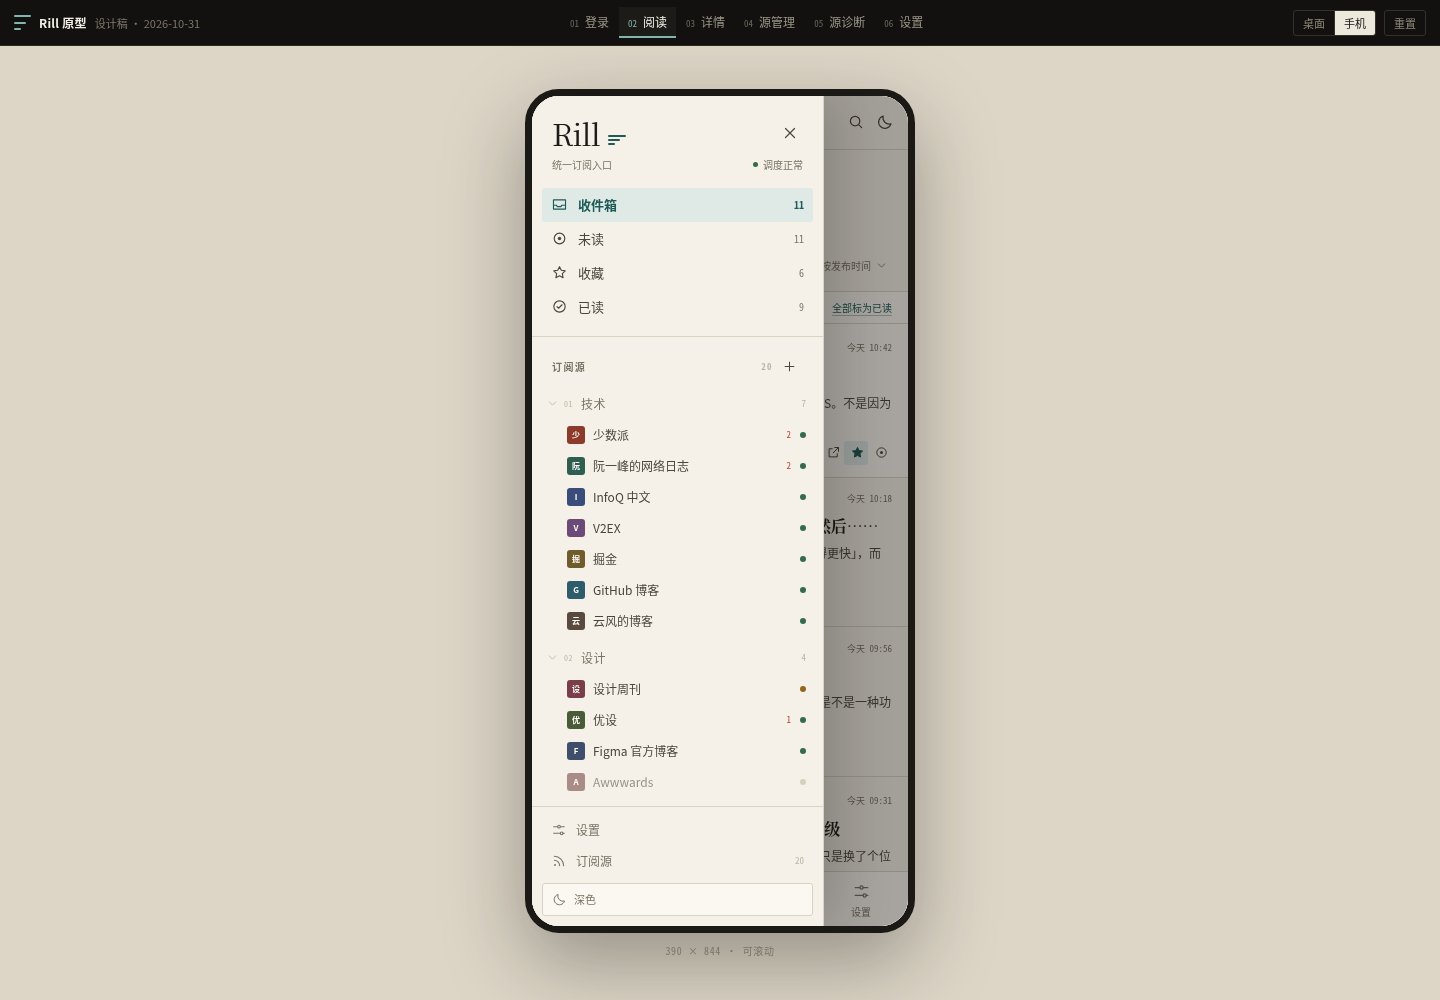 Rill 原型 设计稿 · 2026-10-31
01 登录 02 阅读 03 详情 04 源管理 05 源诊断 06 设置
桌面 手机 重置
Rill
统一订阅入口 调度正常
收件箱 11
未读 11
收藏 6
已读 9
订阅源 20
01 技术 7
少 少数派 2
阮 阮一峰的网络日志 2
I InfoQ 中文
V V2EX
掘 掘金
G GitHub 博客
云 云风的博客
02 设计 4
设 设计周刊
优 优设 1
F Figma 官方博客
A Awwwards
设置
订阅源 20
深色
按发布时间
全部标为已读
今天 10:42
S。不是因为
今天 10:18
然后……
得更快」，而
今天 09:56
是不是一种功
今天 09:31
级
只是换了个位
设置
390 × 844 · 可滚动